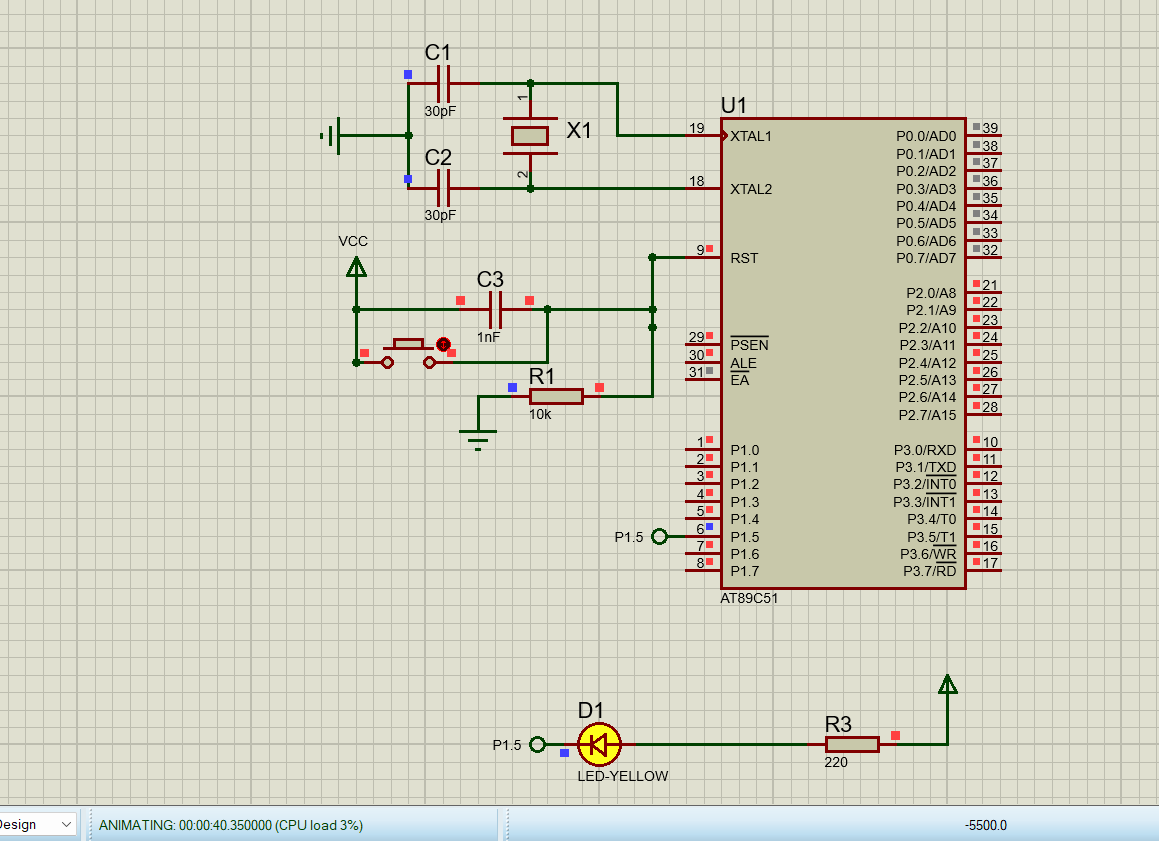 C1
30pF
1
X1
2
C2
30pF
VCC
C3
1nF
R1
10k
U1
19 XTAL1
18 XTAL2
9 RST
29 PSEN
30 ALE
31 EA
1 P1.0
2 P1.1
3 P1.2
4 P1.3
5 P1.4
P1.5 6 P1.5
7 P1.6
8 P1.7
P0.0/AD0 39
P0.1/AD1 38
P0.2/AD2 37
P0.3/AD3 36
P0.4/AD4 35
P0.5/AD5 34
P0.6/AD6 33
P0.7/AD7 32
P2.0/A8 21
P2.1/A9 22
P2.2/A10 23
P2.3/A11 24
P2.4/A12 25
P2.5/A13 26
P2.6/A14 27
P2.7/A15 28
P3.0/RXD 10
P3.1/TXD 11
P3.2/INT0 12
P3.3/INT1 13
P3.4/T0 14
P3.5/T1 15
P3.6/WR 16
P3.7/RD 17
AT89C51
D1
P1.5
LED-YELLOW
R3
220
Design
ANIMATING: 00:00:40.350000 (CPU load 3%)
-5500.0